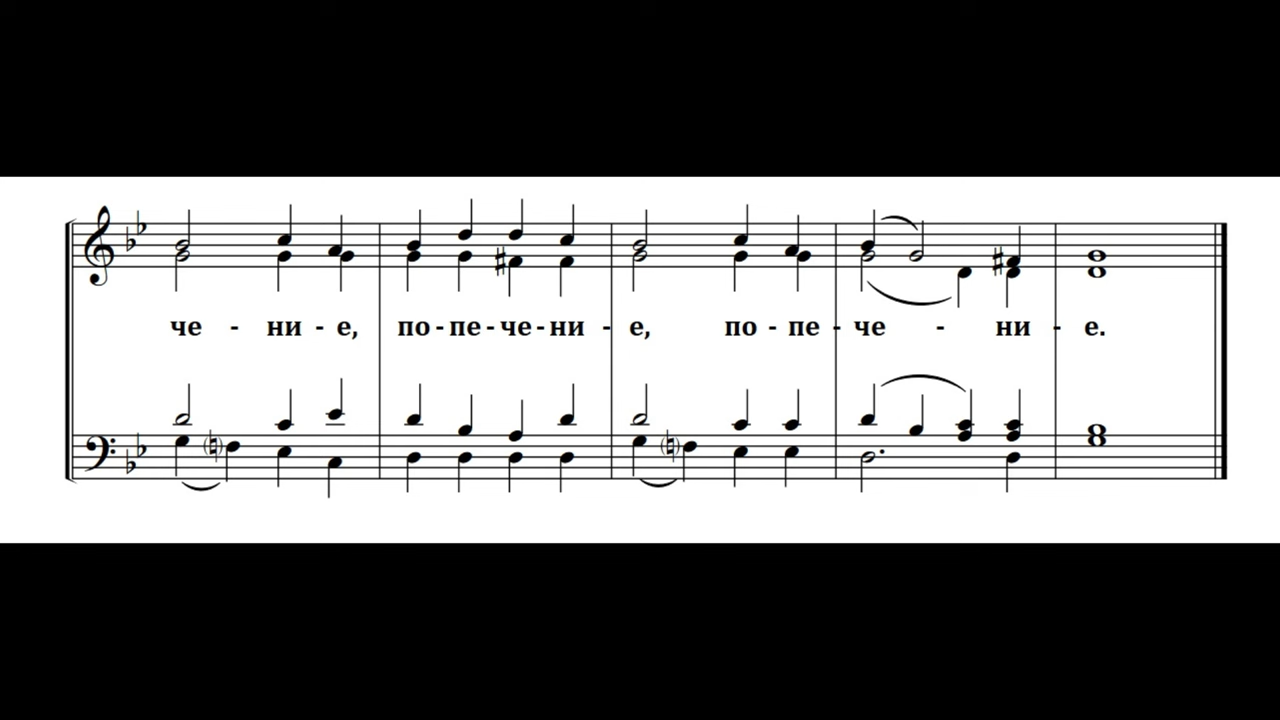 че - ни - е, по - пе - че - ни - е, по - пе - че - ни - е.